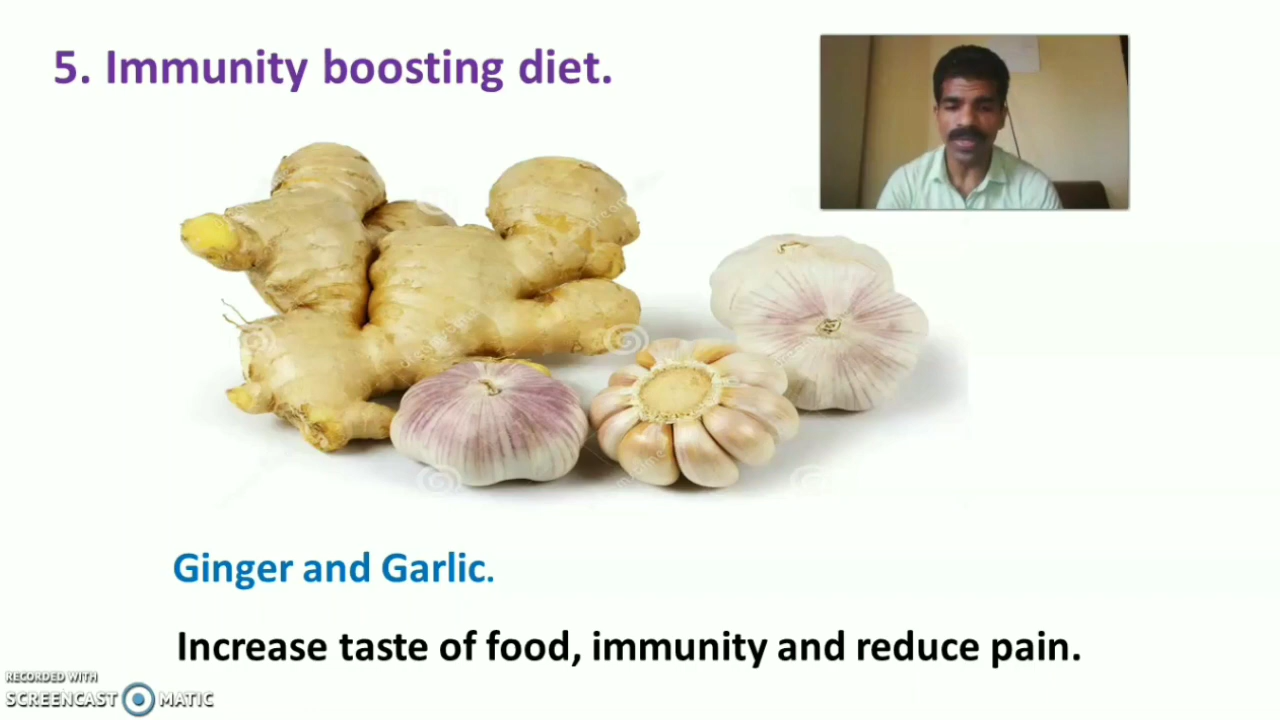 5. Immunity boosting diet.
Ginger and Garlic.
Increase taste of food, immunity and reduce pain.
RECORDED WITH
SCREENCAST MATIC